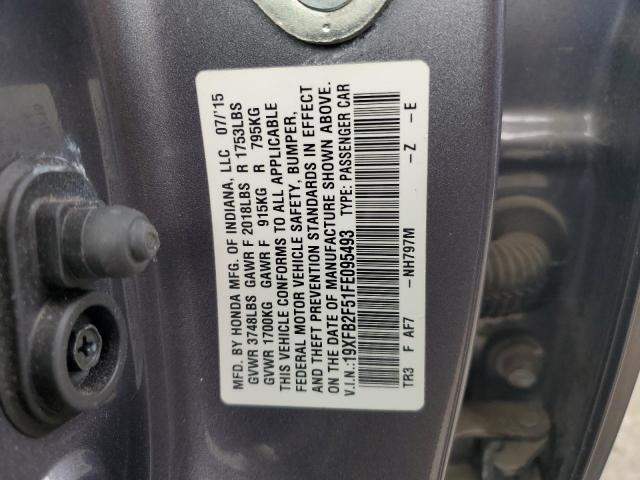 MFD. BY HONDA MFG. OF INDIANA, LLC 07/'15
GVWR 3748LBS GAWR F 2018LBS R 1753LBS
GVWR 1700KG GAWR F 915KG R 795KG
THIS VEHICLE CONFORMS TO ALL APPLICABLE
FEDERAL MOTOR VEHICLE SAFETY, BUMPER,
AND THEFT PREVENTION STANDARDS IN EFFECT
ON THE DATE OF MANUFACTURE SHOWN ABOVE.
V.I.N.:19XFB2F51FE095493 TYPE: PASSENGER CAR
TR3 F AF7 -NH797M -Z -E